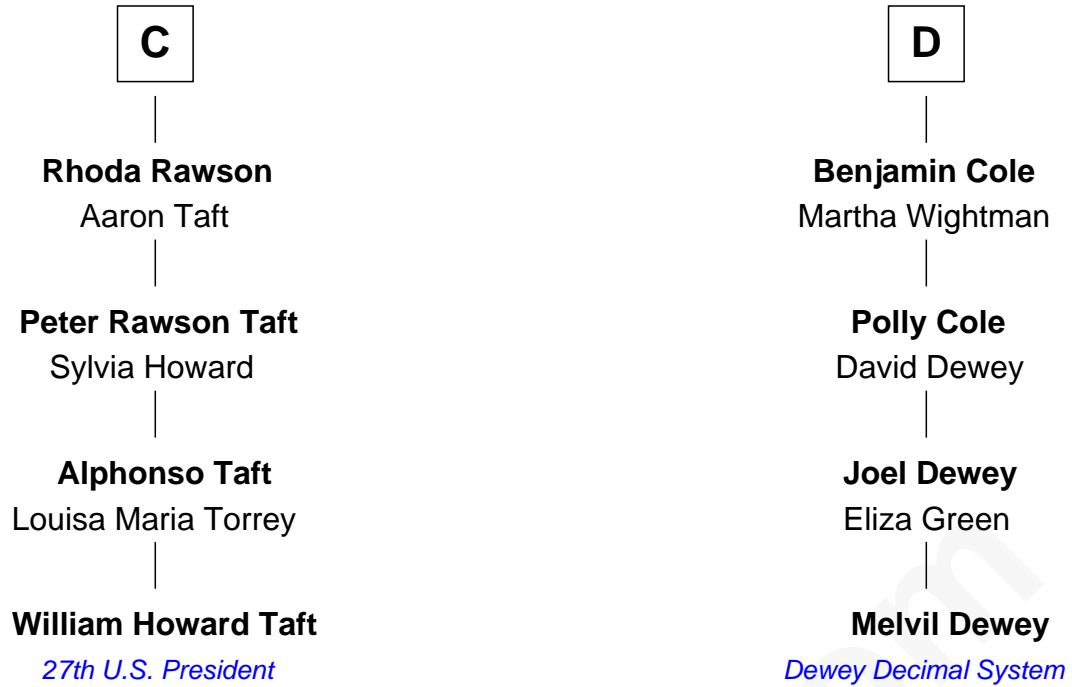 C
Rhoda Rawson
Aaron Taft
Peter Rawson Taft
Sylvia Howard
Alphonso Taft
Louisa Maria Torrey
William Howard Taft
27th U.S. President
D
Benjamin Cole
Martha Wightman
Polly Cole
David Dewey
Joel Dewey
Eliza Green
Melvil Dewey
Dewey Decimal System